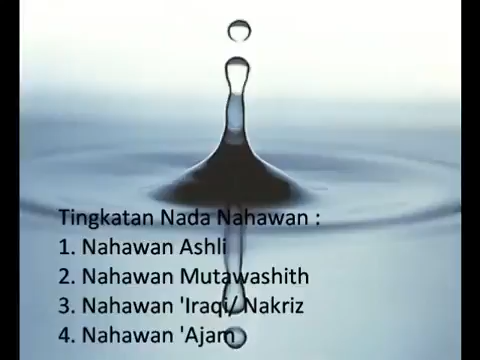 Tingkatan Nada Nahawan :
1. Nahawan Ashli
2. Nahawan Mutawashith
3. Nahawan 'Iraqi/ Nakriz
4. Nahawan 'Ajam